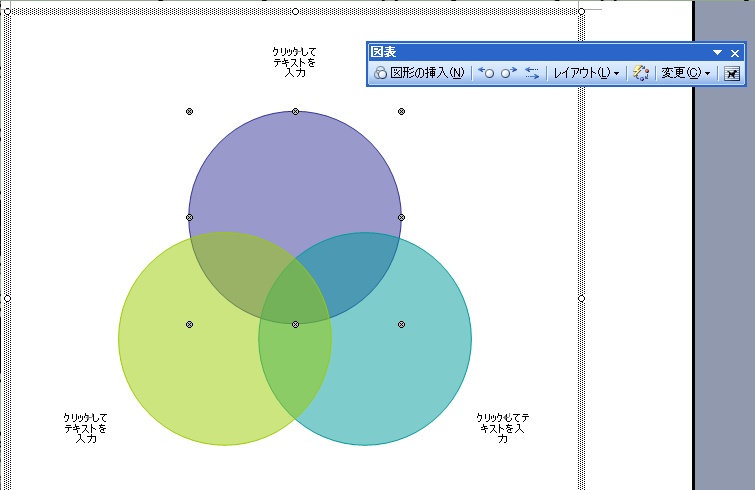 クリックして
テキストを
入力
図表
図形の挿入(N) レイアウト(L) 変更(C)
クリックして
テキストを
入力
クリックしてテ
キストを入
力